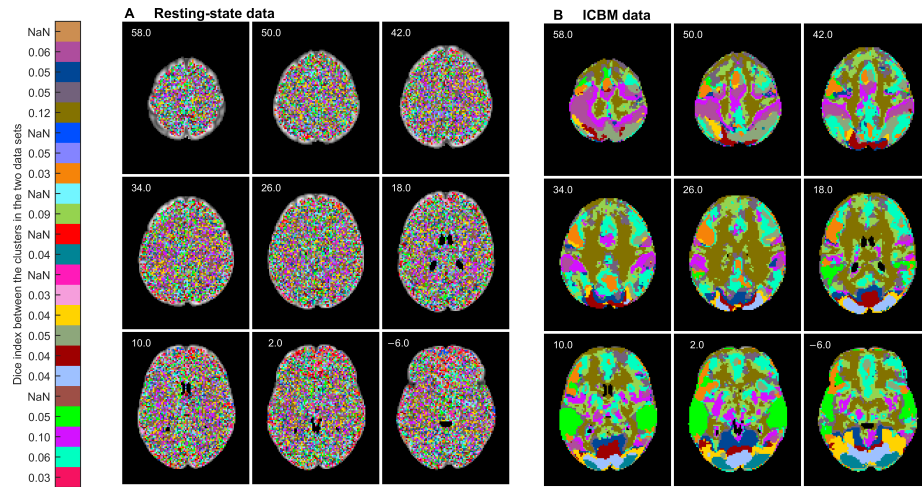 A Resting-state data
B ICBM data
Dice index between the clusters in the two data sets
NaN
0.06
0.05
0.05
0.12
NaN
0.05
0.03
NaN
0.09
NaN
0.04
NaN
0.03
0.04
0.05
0.04
0.04
NaN
0.05
0.10
0.06
0.03
58.0 50.0 42.0
34.0 26.0 18.0
10.0 2.0 −6.0
58.0 50.0 42.0
34.0 26.0 18.0
10.0 2.0 −6.0